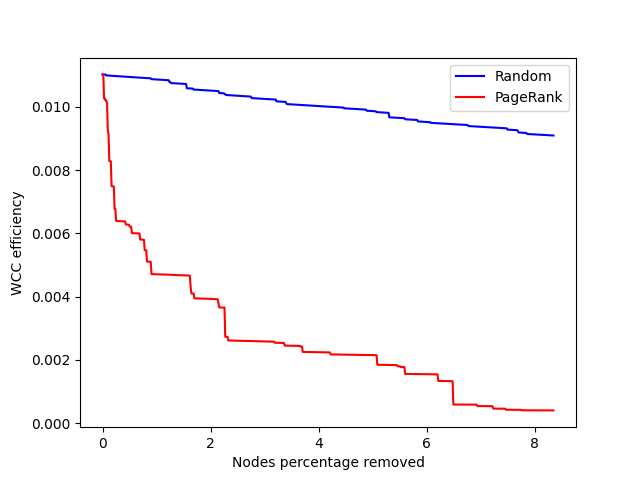 Random
PageRank
0.010
0.008
0.006
0.004
0.002
0.000
WCC efficiency
0 2 4 6 8
Nodes percentage removed